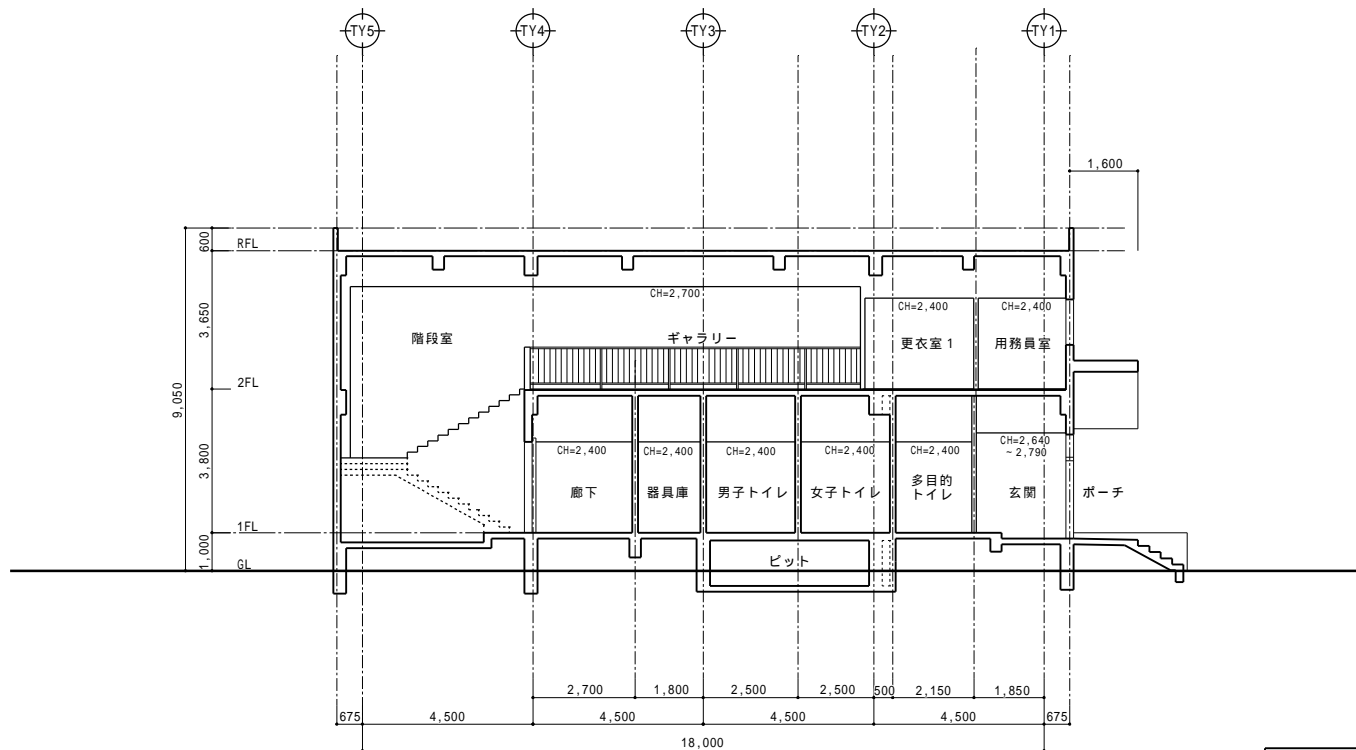 TY5 TY4 TY3 TY2 TY1
1,600
600
RFL
CH=2,700
CH=2,400 CH=2,400
3,650
階段室 ギャラリー 更衣室1 用務員室
2FL
9,050
3,800
CH=2,400 CH=2,400 CH=2,400 CH=2,400 CH=2,640
~2,790
廊下 器具庫 男子トイレ 女子トイレ 多目的
トイレ 玄関 ポーチ
1FL
1,000
ピット
GL
2,700 1,800 2,500 2,500 500 2,150 1,850
675 4,500 4,500 4,500 4,500 675
18,000